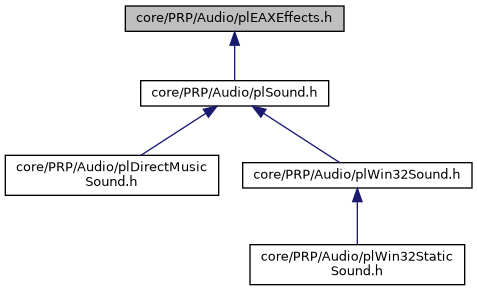 core/PRP/Audio/plEAXEffects.h
core/PRP/Audio/plSound.h
core/PRP/Audio/plDirectMusic
Sound.h
core/PRP/Audio/plWin32Sound.h
core/PRP/Audio/plWin32Static
Sound.h